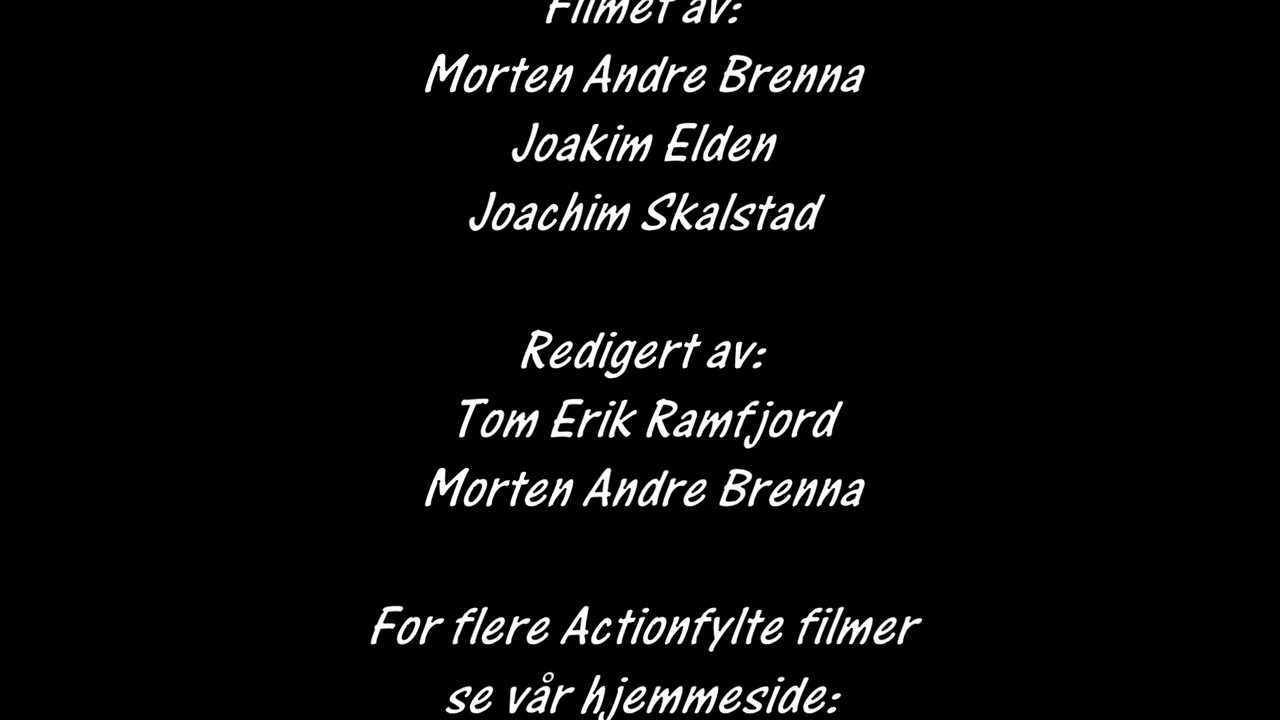 Filmet av:
Morten Andre Brenna
Joakim Elden
Joachim Skalstad
Redigert av:
Tom Erik Ramfjord
Morten Andre Brenna
For flere Actionfylte filmer
se vår hjemmeside: